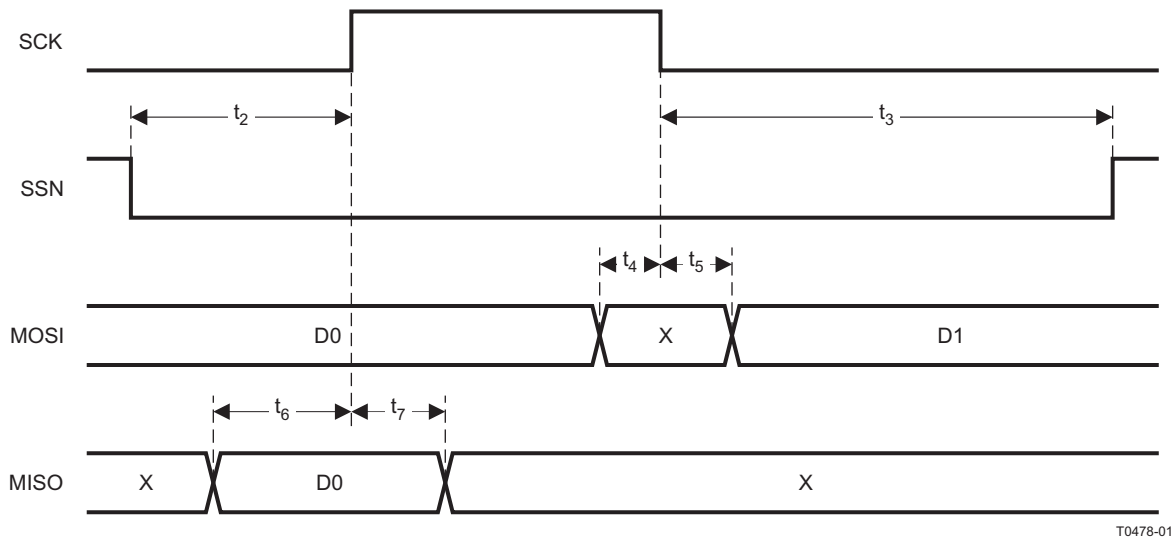 SCK
t₂
t₃
SSN
t₄
t₅
MOSI
D0
X
D1
t₆
t₇
MISO
X
D0
X
T0478-01